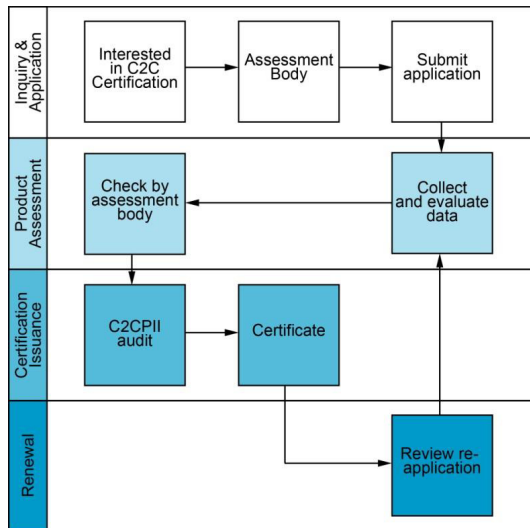 Inquiry &
Application
Interested
in C2C
Certification
Assessment
Body
Submit
application
Product
Assessment
Check by
assessment
body
Collect
and evaluate
data
Certification
Issuance
C2CPII
audit
Certificate
Renewal
Review re-
application